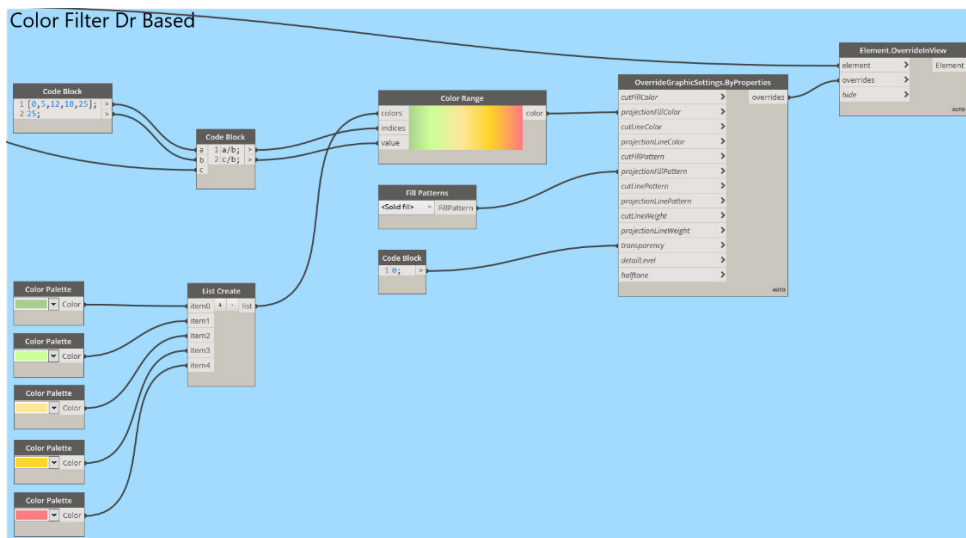 Color Filter Dr Based
Code Block
1 [0,5,12,18,25]; >
2 25; >
Code Block
a 1 a/b; >
b 2 c/b; >
c
Color Range
colors color
indices
value
Fill Patterns
<Solid fill> FillPattern
Code Block
1 0; >
Color Palette
Color
Color Palette
Color
Color Palette
Color
Color Palette
Color
Color Palette
Color
List Create
item0 + - list
item1
item2
item3
item4
OverrideGraphicSettings.ByProperties
cutFillColor > overrides
projectionFillColor >
cutLineColor >
projectionLineColor >
cutFillPattern >
projectionFillPattern >
cutLinePattern >
projectionLinePattern >
cutLineWeight >
projectionLineWeight >
transparency >
detailLevel >
halftone >
AUTO
Element.OverrideInView
element > Element
overrides >
hide >
AUTO